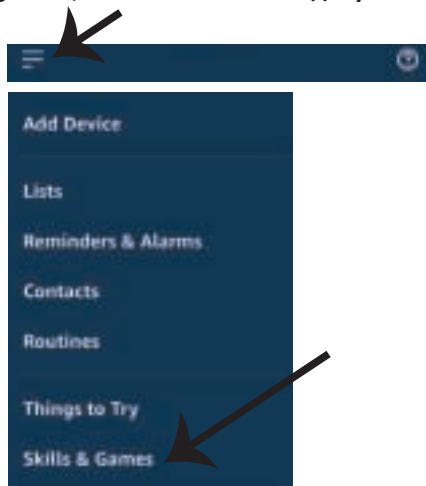 Add Device
Lists
Reminders & Alarms
Contacts
Routines
Things to Try
Skills & Games